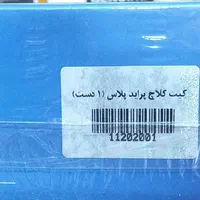 کیت کلاچ پراید پلاس (۱ دست)
11202001